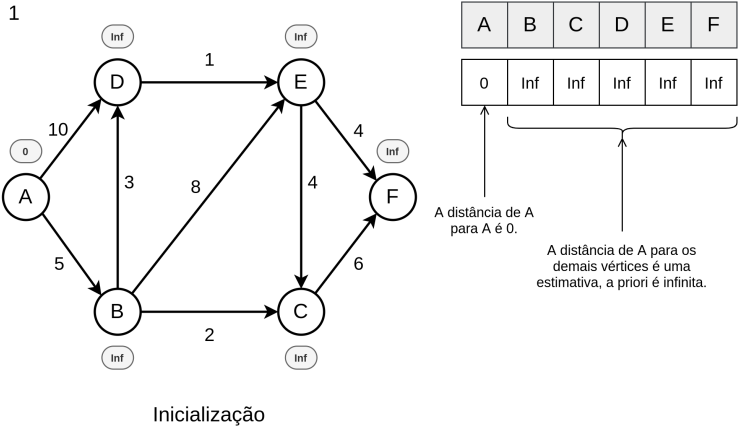 1
Inf
Inf
D
1
E
10
4
0
Inf
A
3
8
4
F
5
6
B
2
C
Inf
Inf
Inicialização
A B C D E F
0 Inf Inf Inf Inf Inf
A distância de A
para A é 0.
A distância de A para os
demais vértices é uma
estimativa, a priori é infinita.